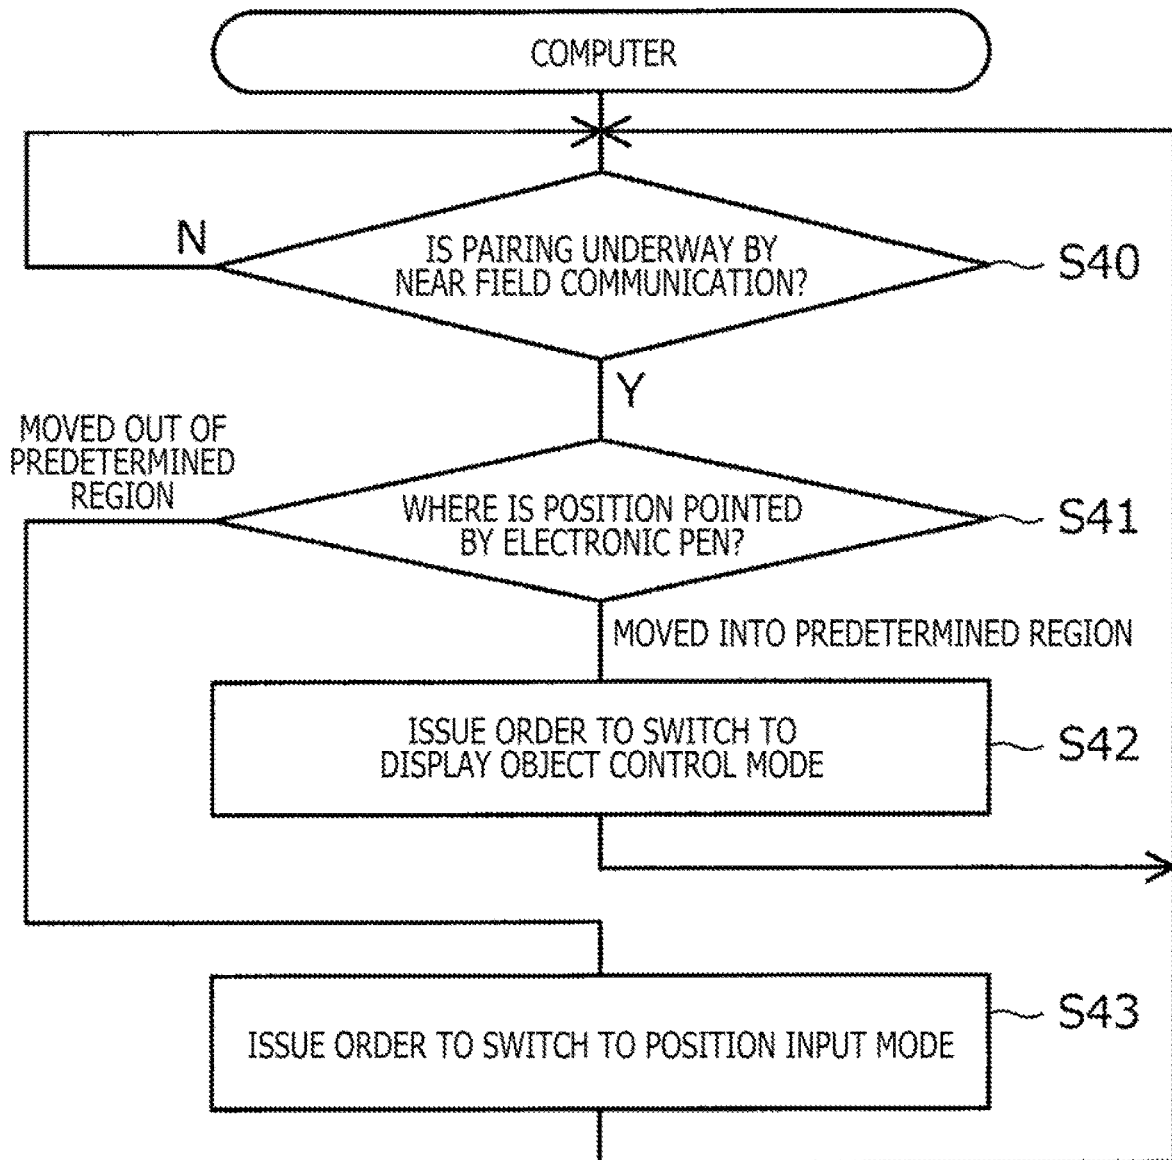 COMPUTER
N
IS PAIRING UNDERWAY BY
NEAR FIELD COMMUNICATION?
S40
Y
MOVED OUT OF
PREDETERMINED
REGION
WHERE IS POSITION POINTED
BY ELECTRONIC PEN?
S41
MOVED INTO PREDETERMINED REGION
ISSUE ORDER TO SWITCH TO
DISPLAY OBJECT CONTROL MODE
S42
ISSUE ORDER TO SWITCH TO POSITION INPUT MODE
S43